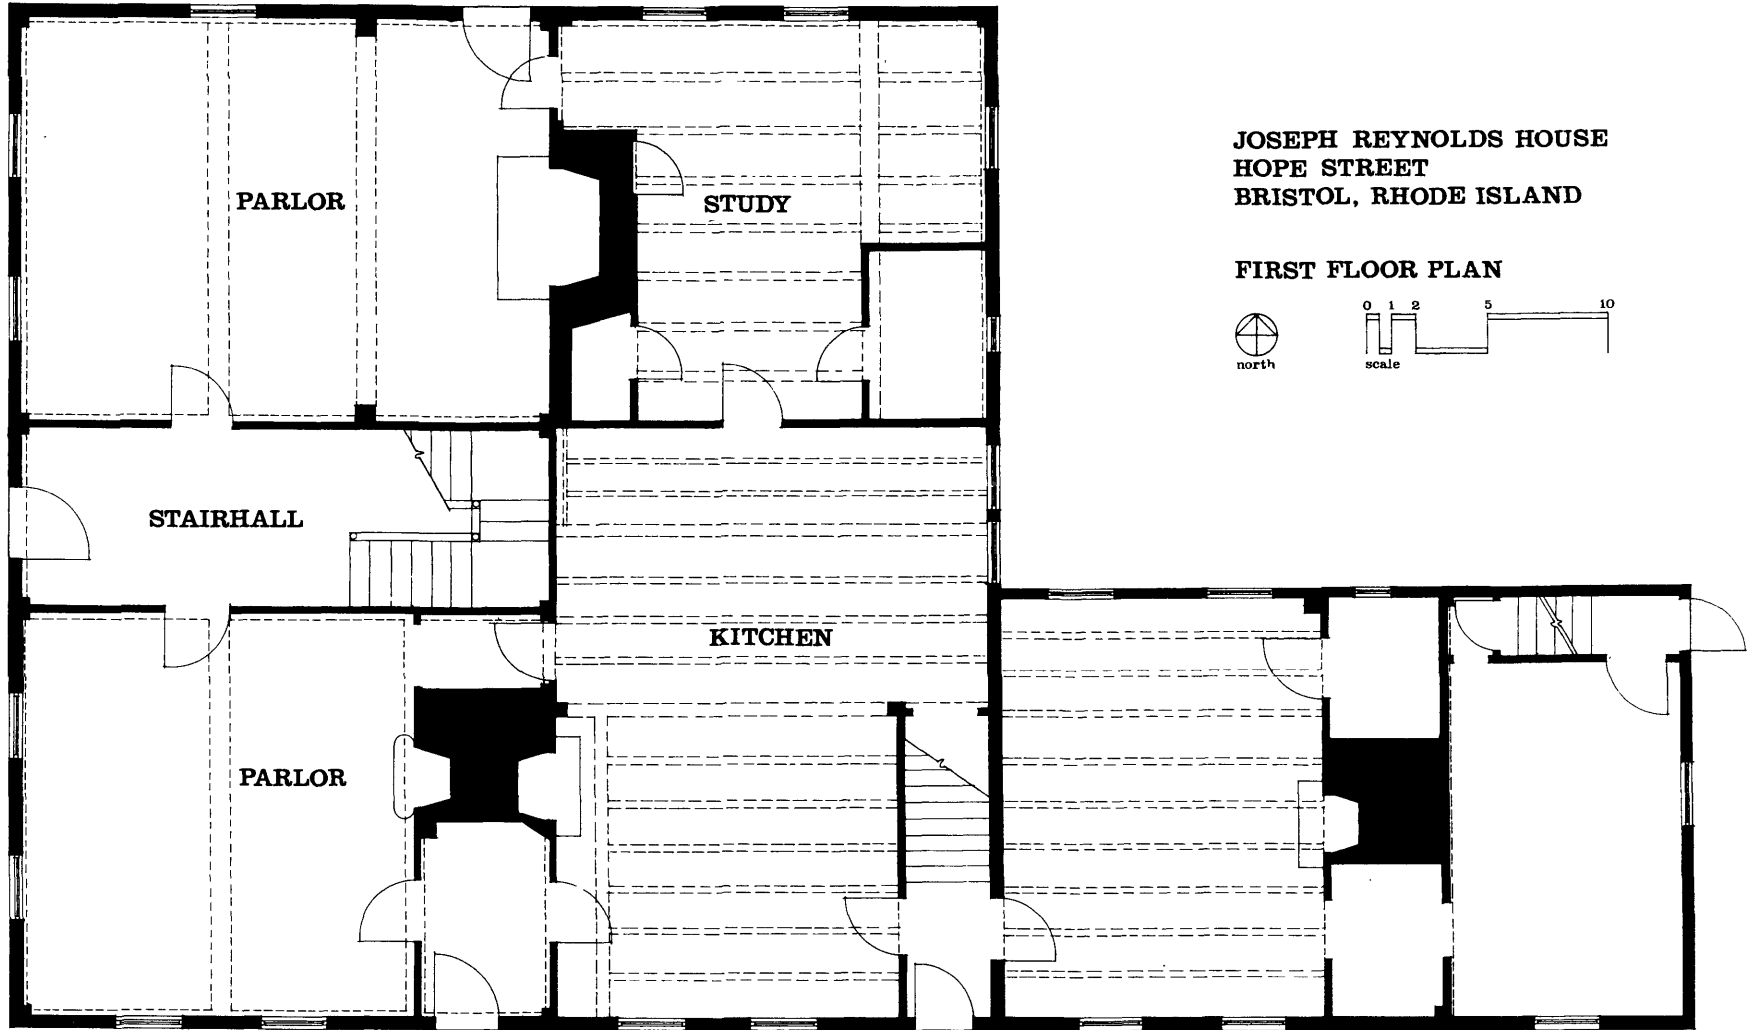 JOSEPH REYNOLDS HOUSE
HOPE STREET
BRISTOL, RHODE ISLAND
FIRST FLOOR PLAN
0 1 2 5 10
north
scale
PARLOR
STUDY
STAIRHALL
KITCHEN
PARLOR